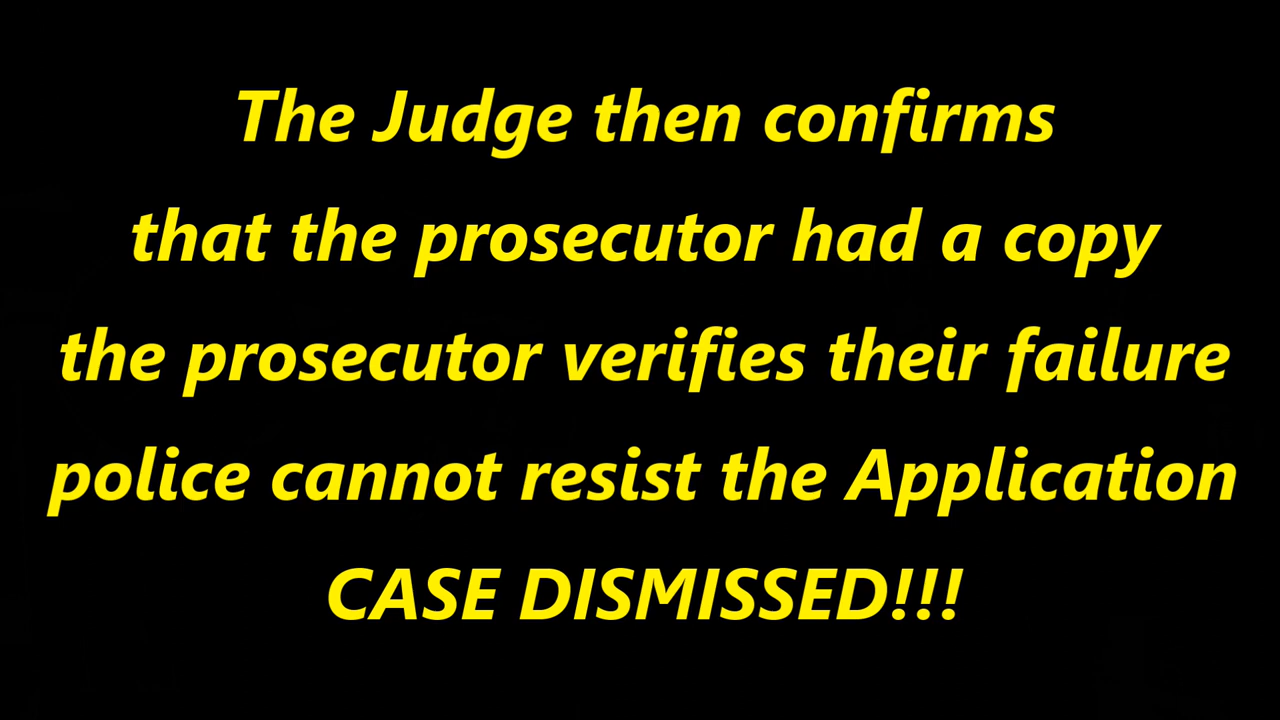 The Judge then confirms
that the prosecutor had a copy
the prosecutor verifies their failure
police cannot resist the Application
CASE DISMISSED!!!